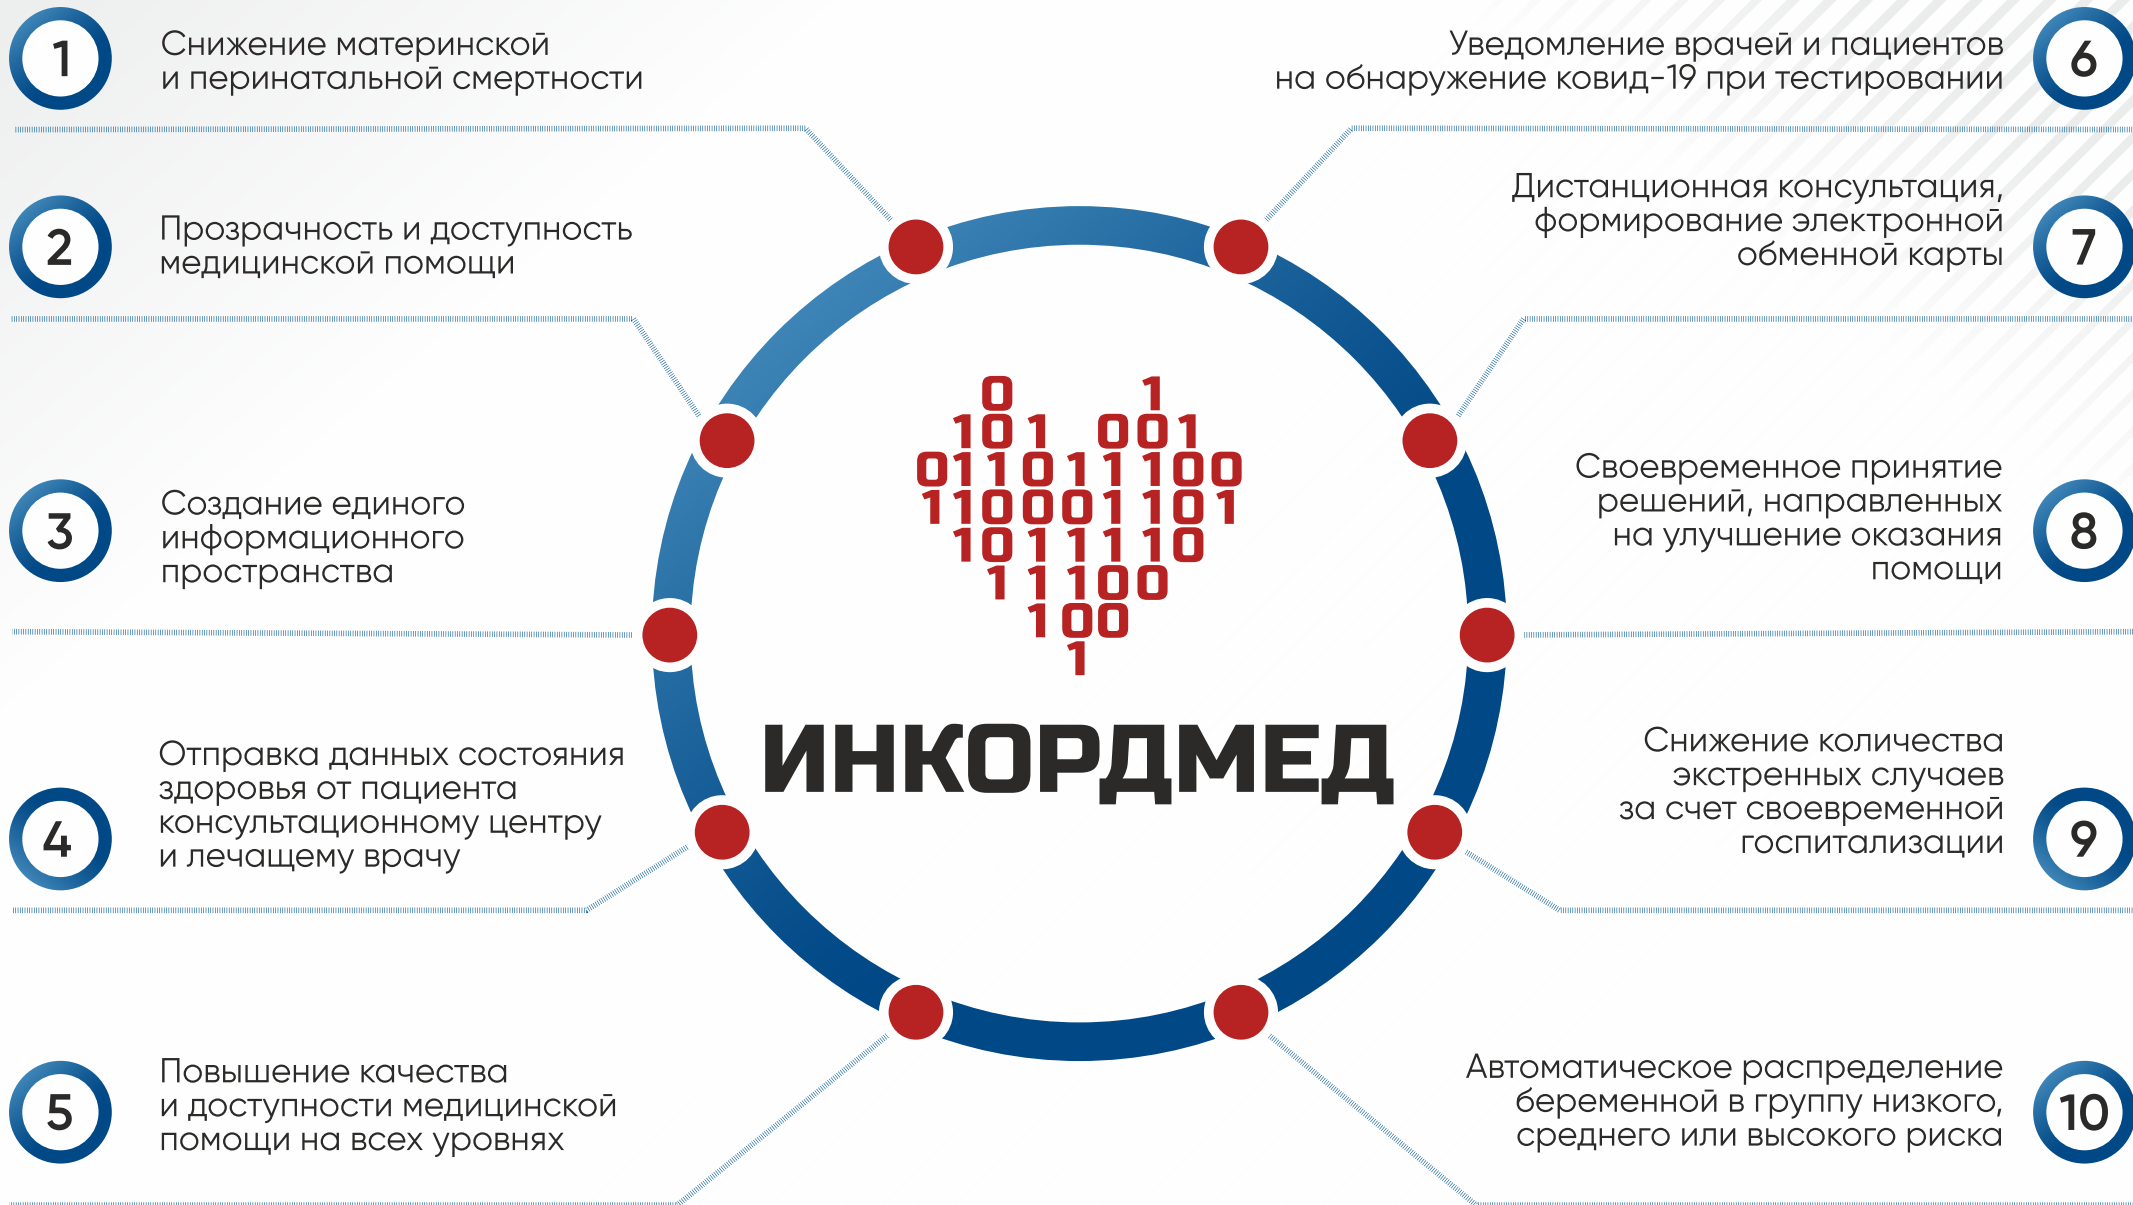 1
Снижение материнской
и перинатальной смертности
2
Прозрачность и доступность
медицинской помощи
3
Создание единого
информационного
пространства
4
Отправка данных состояния
здоровья от пациента
консультационному центру
и лечащему врачу
5
Повышение качества
и доступности медицинской
помощи на всех уровнях
0 1
101 001
011011100
110001101
1011110
11100
100
1
ИНКОРДМЕД
6
Уведомление врачей и пациентов
на обнаружение ковид-19 при тестировании
7
Дистанционная консультация,
формирование электронной
обменной карты
8
Своевременное принятие
решений, направленных
на улучшение оказания
помощи
9
Снижение количества
экстренных случаев
за счет своевременной
госпитализации
10
Автоматическое распределение
беременной в группу низкого,
среднего или высокого риска